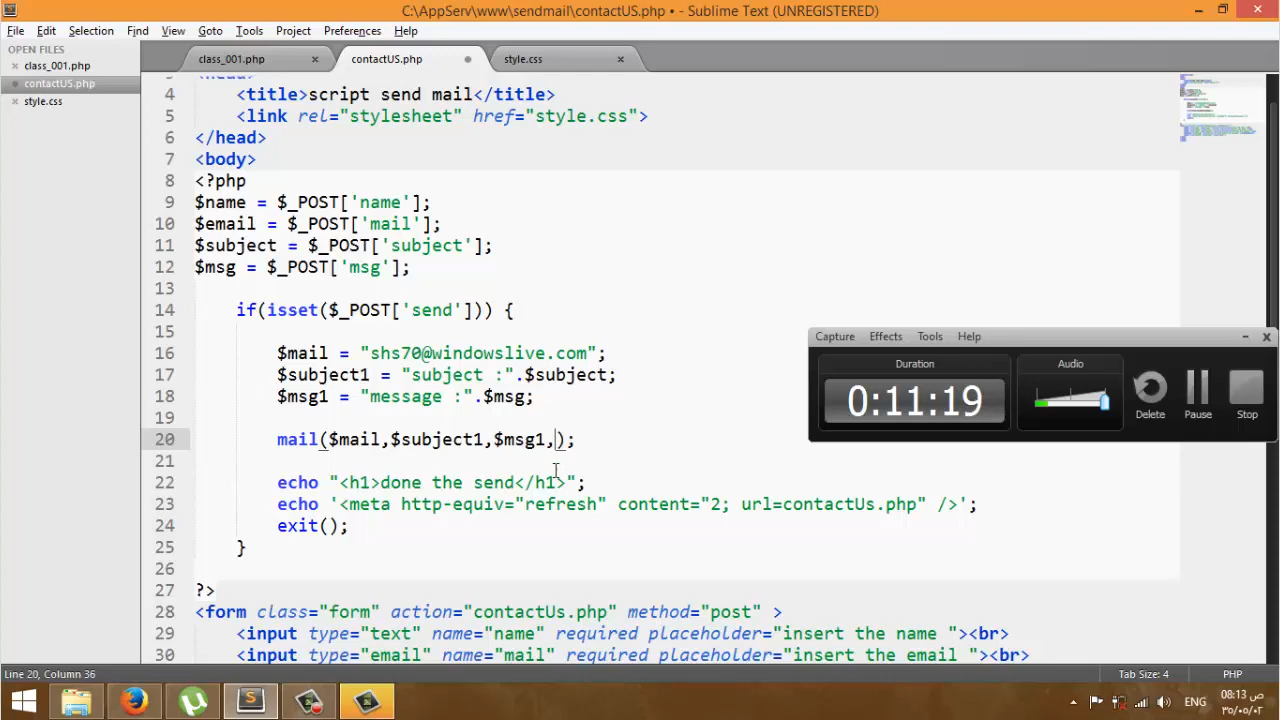 C:\AppServ\www\sendmail\contactUS.php • - Sublime Text (UNREGISTERED)
File Edit Selection Find View Goto Tools Project Preferences Help
OPEN FILES
class_001.php
contactUS.php
style.css
class_001.php contactUS.php style.css
<head>
4 <title>script send mail</title>
5 <link rel="stylesheet" href="style.css">
6 </head>
7 <body>
8 <?php
9 $name = $_POST['name'];
10 $email = $_POST['mail'];
11 $subject = $_POST['subject'];
12 $msg = $_POST['msg'];
13
14 if(isset($_POST['send'])) {
15
16 $mail = "shs70@windowslive.com";
17 $subject1 = "subject :".$subject;
18 $msg1 = "message :".$msg;
19
20 mail($mail,$subject1,$msg1,);
21
22 echo "<h1>done the send</h1>";
23 echo '<meta http-equiv="refresh" content="2; url=contactUs.php" />';
24 exit();
25 }
26
27 ?>
28 <form class="form" action="contactUs.php" method="post" >
29 <input type="text" name="name" required placeholder="insert the name "><br>
30 <input type="email" name="mail" required placeholder="insert the email "><br>
Capture Effects Tools Help
Duration
0:11:19
Audio
Delete Pause Stop
Line 20, Column 36
Tab Size: 4
PHP
ENG
08:13 ص